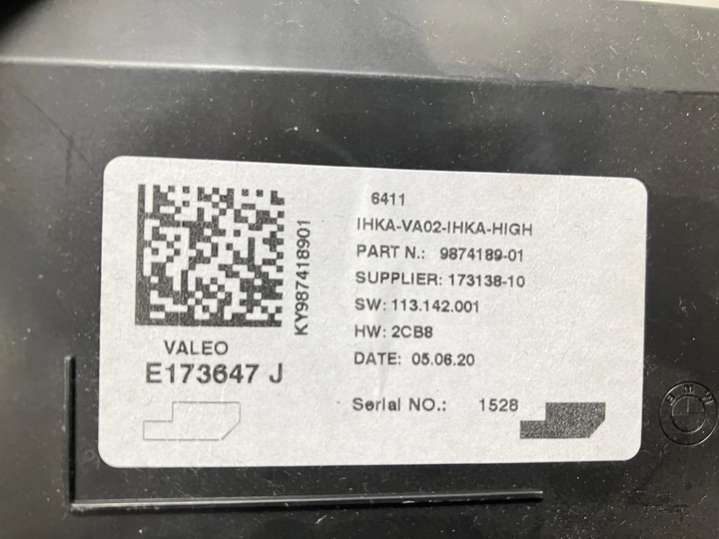 6411
IHKA-VA02-IHKA-HIGH
PART N.: 9874189-01
SUPPLIER: 173138-10
SW: 113.142.001
HW: 2CB8
DATE: 05.06.20
Serial NO.: 1528
KY987418901
VALEO
E173647 J
BMW